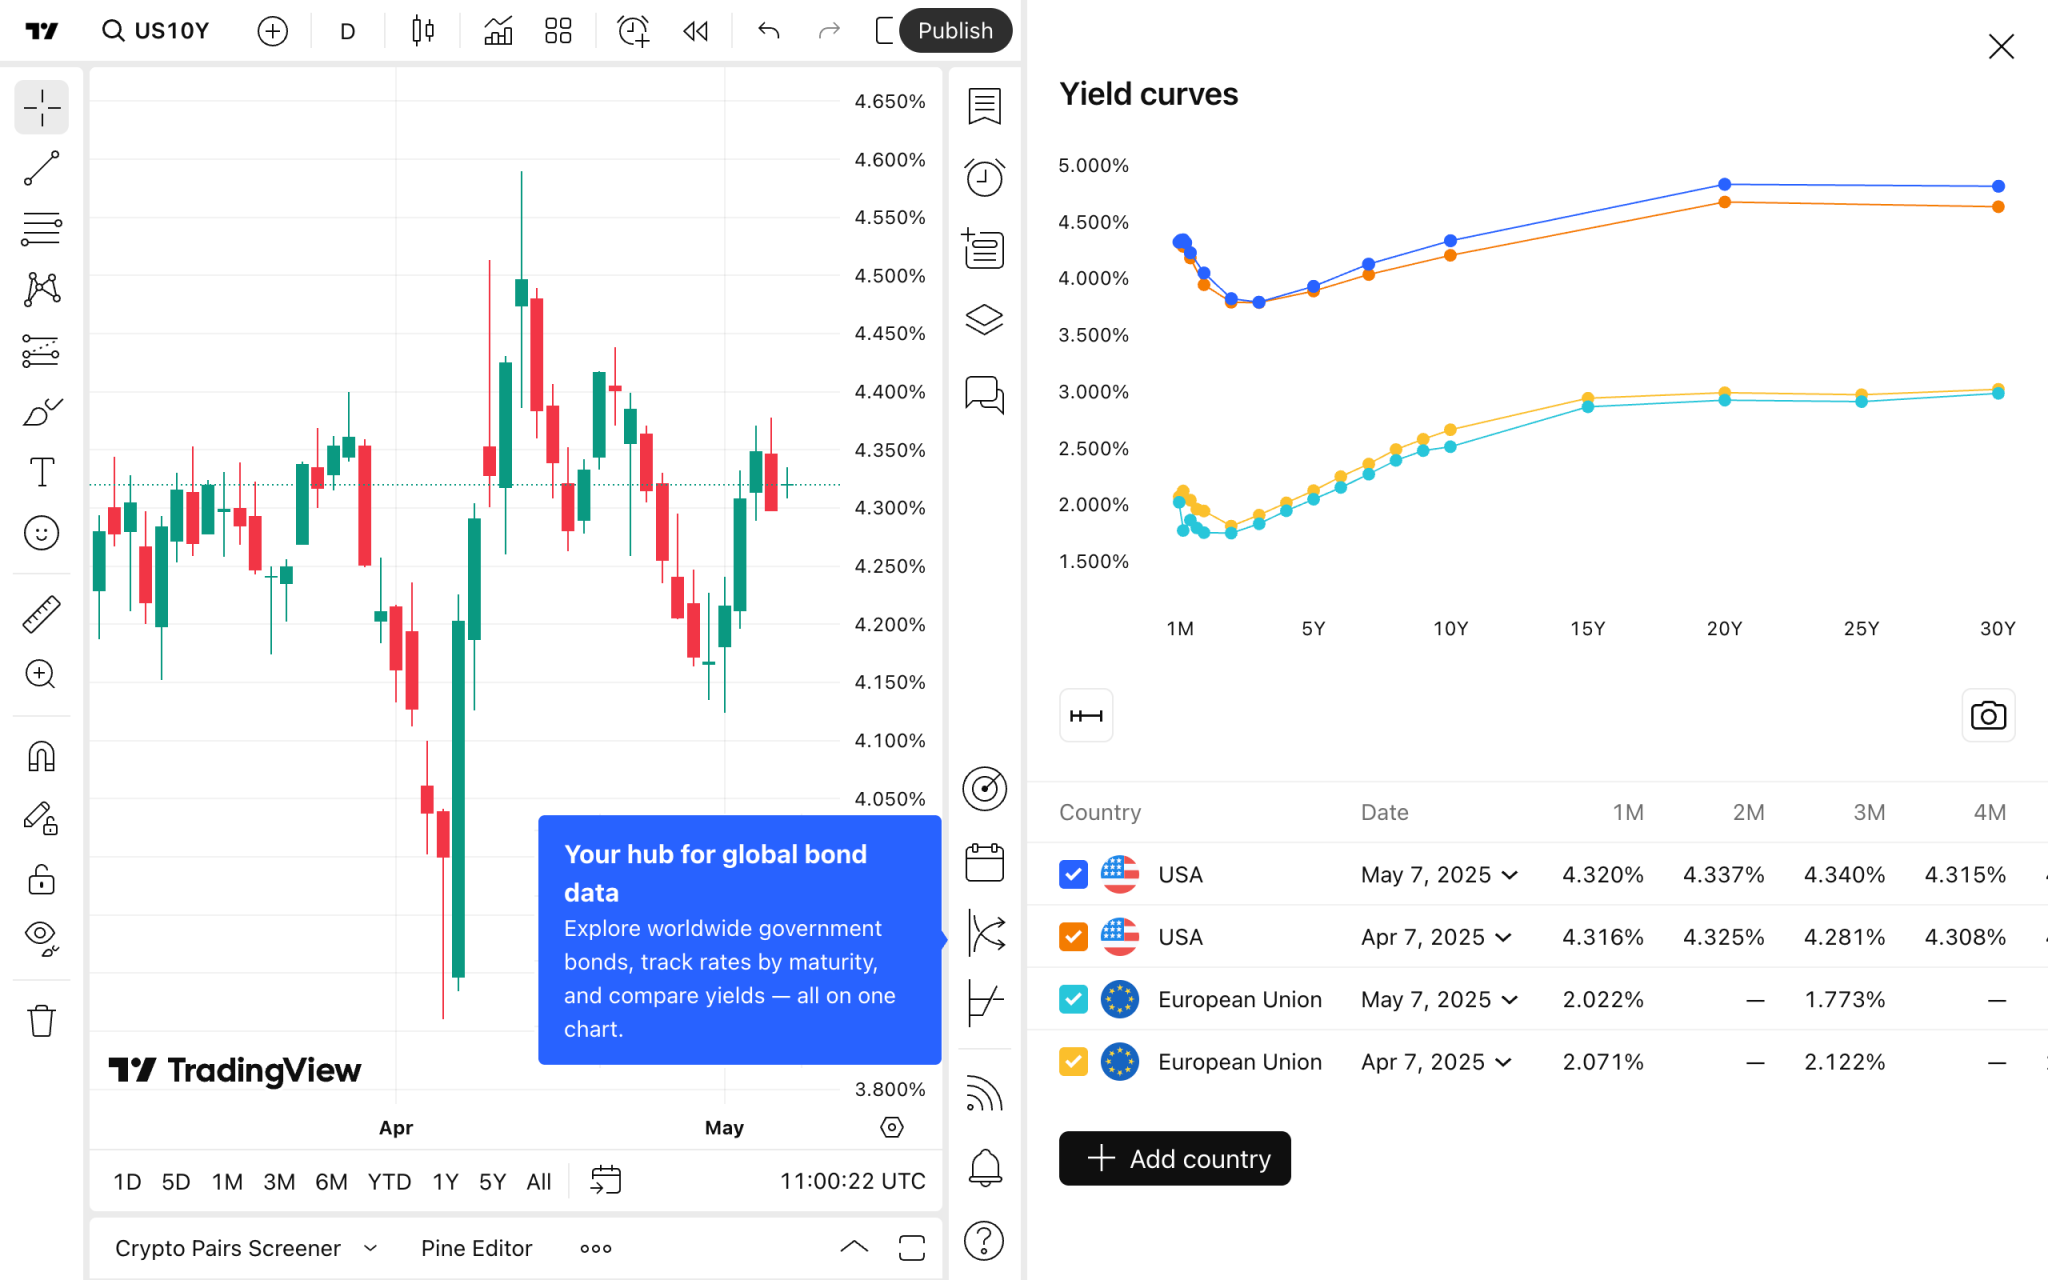 US10Y
D
Publish
4.650%
4.600%
4.550%
4.500%
4.450%
4.400%
4.350%
4.300%
4.250%
4.200%
4.150%
4.100%
4.050%
3.800%
Your hub for global bond
data
Explore worldwide government
bonds, track rates by maturity,
and compare yields — all on one
chart.
TradingView
Apr May
1D 5D 1M 3M 6M YTD 1Y 5Y All 11:00:22 UTC
Crypto Pairs Screener Pine Editor
Yield curves
5.000%
4.500%
4.000%
3.500%
3.000%
2.500%
2.000%
1.500%
1M 5Y 10Y 15Y 20Y 25Y 30Y
Country Date 1M 2M 3M 4M
USA May 7, 2025 4.320% 4.337% 4.340% 4.315%
USA Apr 7, 2025 4.316% 4.325% 4.281% 4.308%
European Union May 7, 2025 2.022% — 1.773% —
European Union Apr 7, 2025 2.071% — 2.122% —
Add country